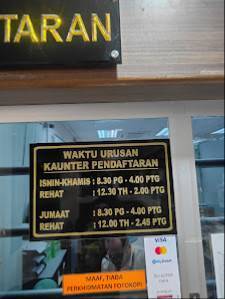 TARAN
WAKTU URUSAN
KAUNTER PENDAFTARAN
ISNIN-KHAMIS : 8.30 PG - 4.00 PTG
REHAT : 12.30 TH - 2.00 PTG
JUMAAT : 8.30 PG - 4.00 PTG
REHAT : 12.00 TH - 2.45 PTG
VISA
MAAF, TIADA
PERKHIDMATAN FOTOKOPI